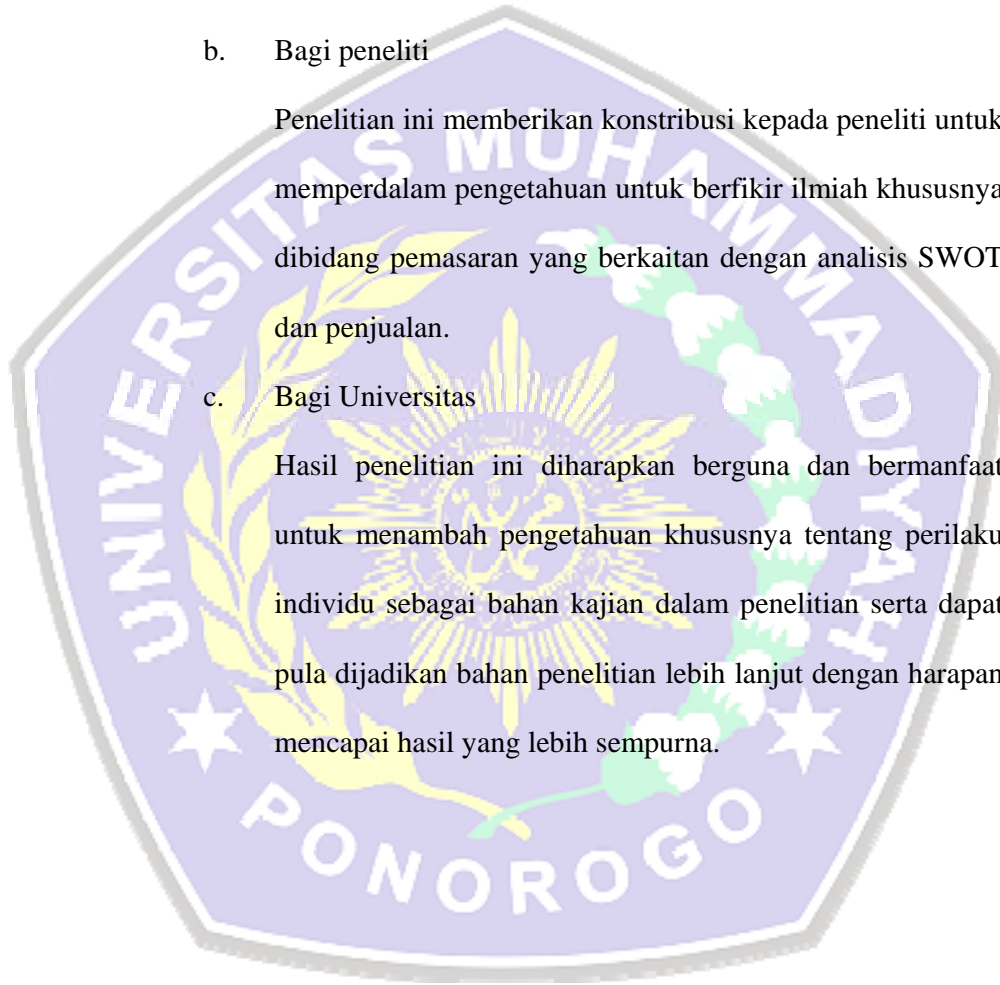 b. Bagi peneliti
Penelitian ini memberikan konstribusi kepada peneliti untuk
memperdalam pengetahuan untuk berfikir ilmiah khususnya
dibidang pemasaran yang berkaitan dengan analisis SWOT
dan penjualan.
c. Bagi Universitas
Hasil penelitian ini diharapkan berguna dan bermanfaat
untuk menambah pengetahuan khususnya tentang perilaku
individu sebagai bahan kajian dalam penelitian serta dapat
pula dijadikan bahan penelitian lebih lanjut dengan harapan
mencapai hasil yang lebih sempurna.
UNIVERSITAS MUHAMMADIYAH
PONOROGO